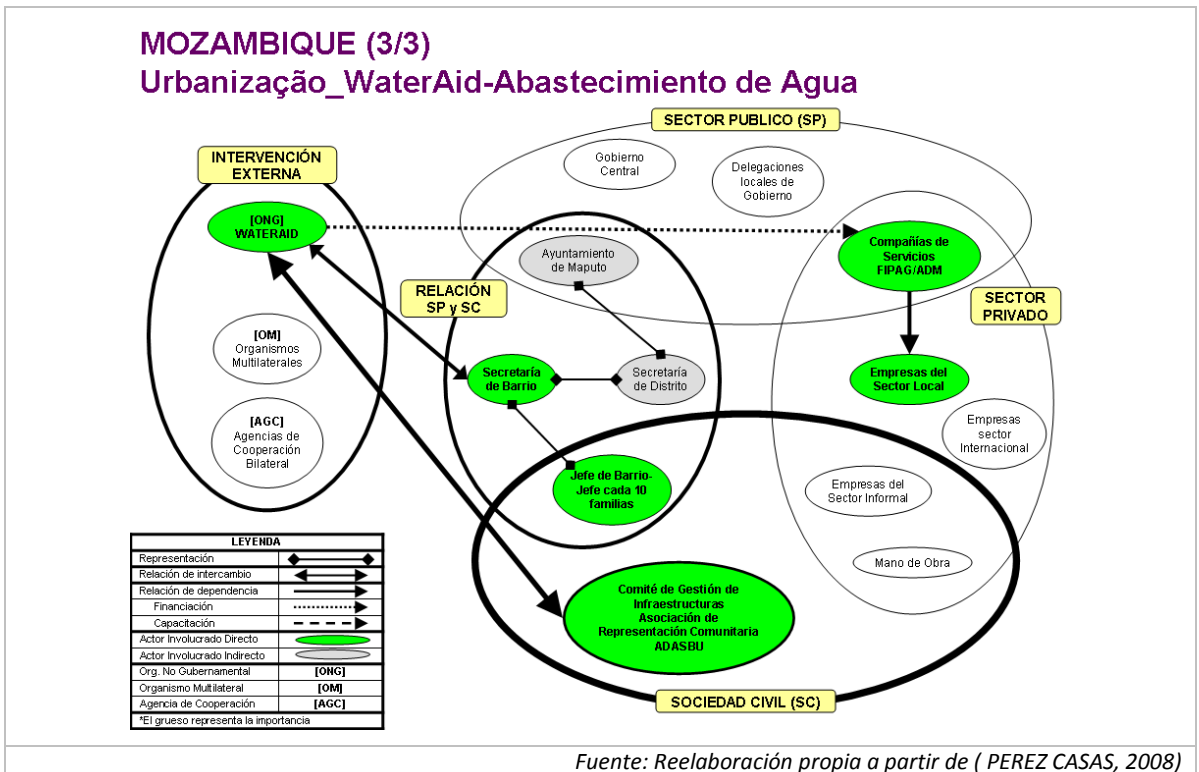 MOZAMBIQUE (3/3)
Urbanização_WaterAid-Abastecimiento de Agua
SECTOR PUBLICO (SP)
INTERVENCIÓN
EXTERNA
Gobierno
Central
Delegaciones
locales de
Gobierno
[ONG]
WATERAID
Ayuntamiento
de Maputo
Compañías de
Servicios
FIPAG/ADM
RELACIÓN
SP y SC
SECTOR
PRIVADO
[OM]
Organismos
Multilaterales
Secretaría
de Barrio
Secretaría
de Distrito
Empresas del
Sector Local
[AGC]
Agencias de
Cooperación
Bilateral
Empresas
sector
Internacional
Jefe de Barrio-
Jefe cada 10
familias
Empresas del
Sector Informal
Mano de Obra
Comité de Gestión de
Infraestructuras
Asociación de
Representación Comunitaria
ADASBU
SOCIEDAD CIVIL (SC)
LEYENDA
Representación
Relación de intercambio
Relación de dependencia
Financiación
Capacitación
Actor Involucrado Directo
Actor Involucrado Indirecto
Org. No Gubernamental [ONG]
Organismo Multilateral [OM]
Agencia de Cooperación [AGC]
*El grueso representa la importancia
Fuente: Reelaboración propia a partir de ( PEREZ CASAS, 2008)